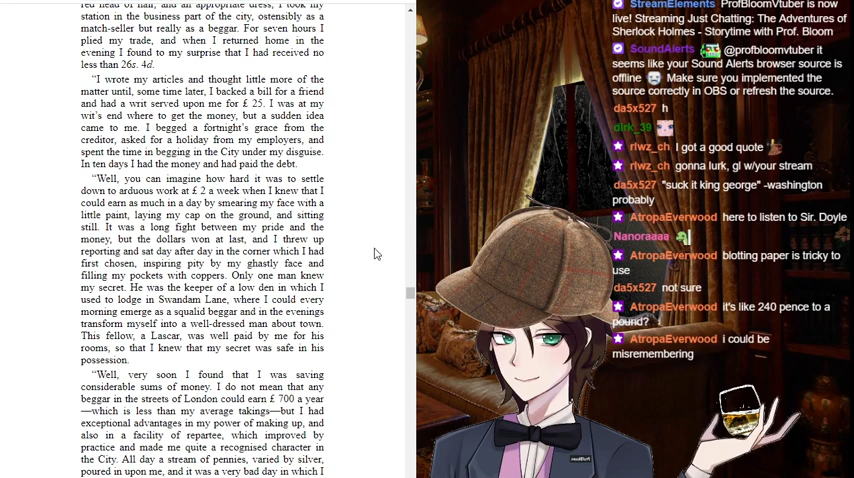 red head of hair, and an appropriate dress, I took my
station in the business part of the city, ostensibly as a
match-seller but really as a beggar. For seven hours I
plied my trade, and when I returned home in the
evening I found to my surprise that I had received no
less than 26s. 4d.
“I wrote my articles and thought little more of the
matter until, some time later, I backed a bill for a friend
and had a writ served upon me for £ 25. I was at my
wit’s end where to get the money, but a sudden idea
came to me. I begged a fortnight’s grace from the
creditor, asked for a holiday from my employers, and
spent the time in begging in the City under my disguise.
In ten days I had the money and had paid the debt.
“Well, you can imagine how hard it was to settle
down to arduous work at £ 2 a week when I knew that I
could earn as much in a day by smearing my face with a
little paint, laying my cap on the ground, and sitting
still. It was a long fight between my pride and the
money, but the dollars won at last, and I threw up
reporting and sat day after day in the corner which I had
first chosen, inspiring pity by my ghastly face and
filling my pockets with coppers. Only one man knew
my secret. He was the keeper of a low den in which I
used to lodge in Swandam Lane, where I could every
morning emerge as a squalid beggar and in the evenings
transform myself into a well-dressed man about town.
This fellow, a Lascar, was well paid by me for his
rooms, so that I knew that my secret was safe in his
possession.
“Well, very soon I found that I was saving
considerable sums of money. I do not mean that any
beggar in the streets of London could earn £ 700 a year
—which is less than my average takings—but I had
exceptional advantages in my power of making up, and
also in a facility of repartee, which improved by
practice and made me quite a recognised character in
the City. All day a stream of pennies, varied by silver,
poured in upon me, and it was a very bad day in which I
StreamElements ProfBloomVtuber is now
live! Streaming Just Chatting: The Adventures of
Sherlock Holmes - Storytime with Prof. Bloom
SoundAlerts @profbloomvtuber it
seems like your Sound Alerts browser source is
offline Make sure you implemented the
source correctly in OBS or refresh the source.
da5x527 h
dirk_39
rlwz_ch I got a good quote
rlwz_ch gonna lurk, gl w/your stream
da5x527 "suck it king george" -washington
probably
AtropaEverwood here to listen to Sir. Doyle
Nanoraaaa
AtropaEverwood blotting paper is tricky to
use
da5x527 not sure
AtropaEverwood it's like 240 pence to a
pound?
AtropaEverwood i could be
misremembering